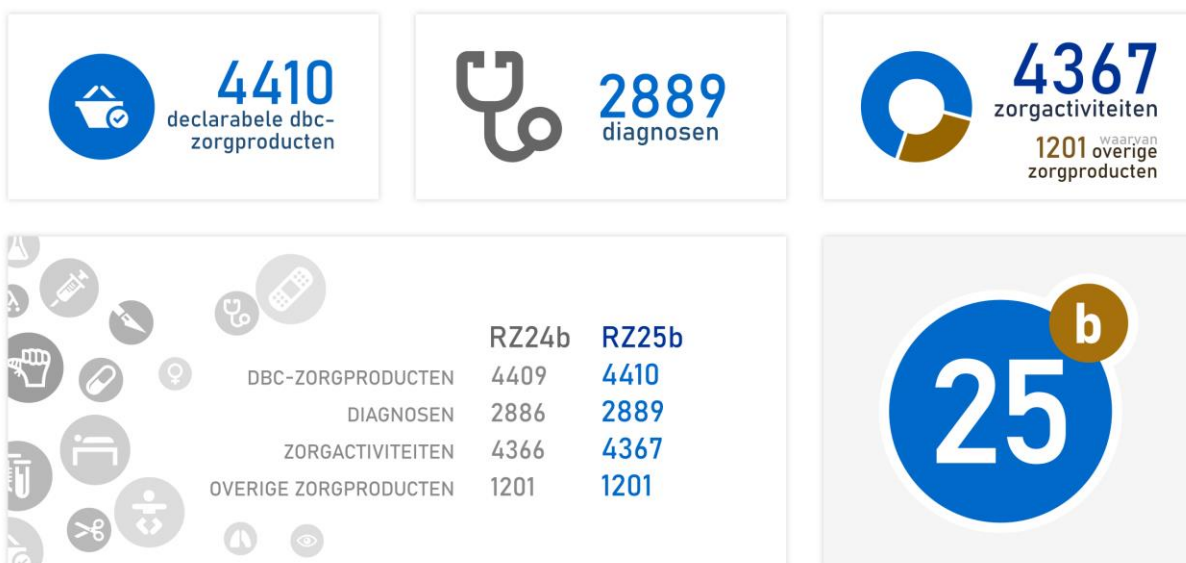 4410
declarabele dbc-
zorgproducten
2889
diagnosen
4367
zorgactiviteiten
waarvan
1201 overige
zorgproducten
RZ24b RZ25b
DBC-ZORGPRODUCTEN 4409 4410
DIAGNOSEN 2886 2889
ZORGACTIVITEITEN 4366 4367
OVERIGE ZORGPRODUCTEN 1201 1201
25
b